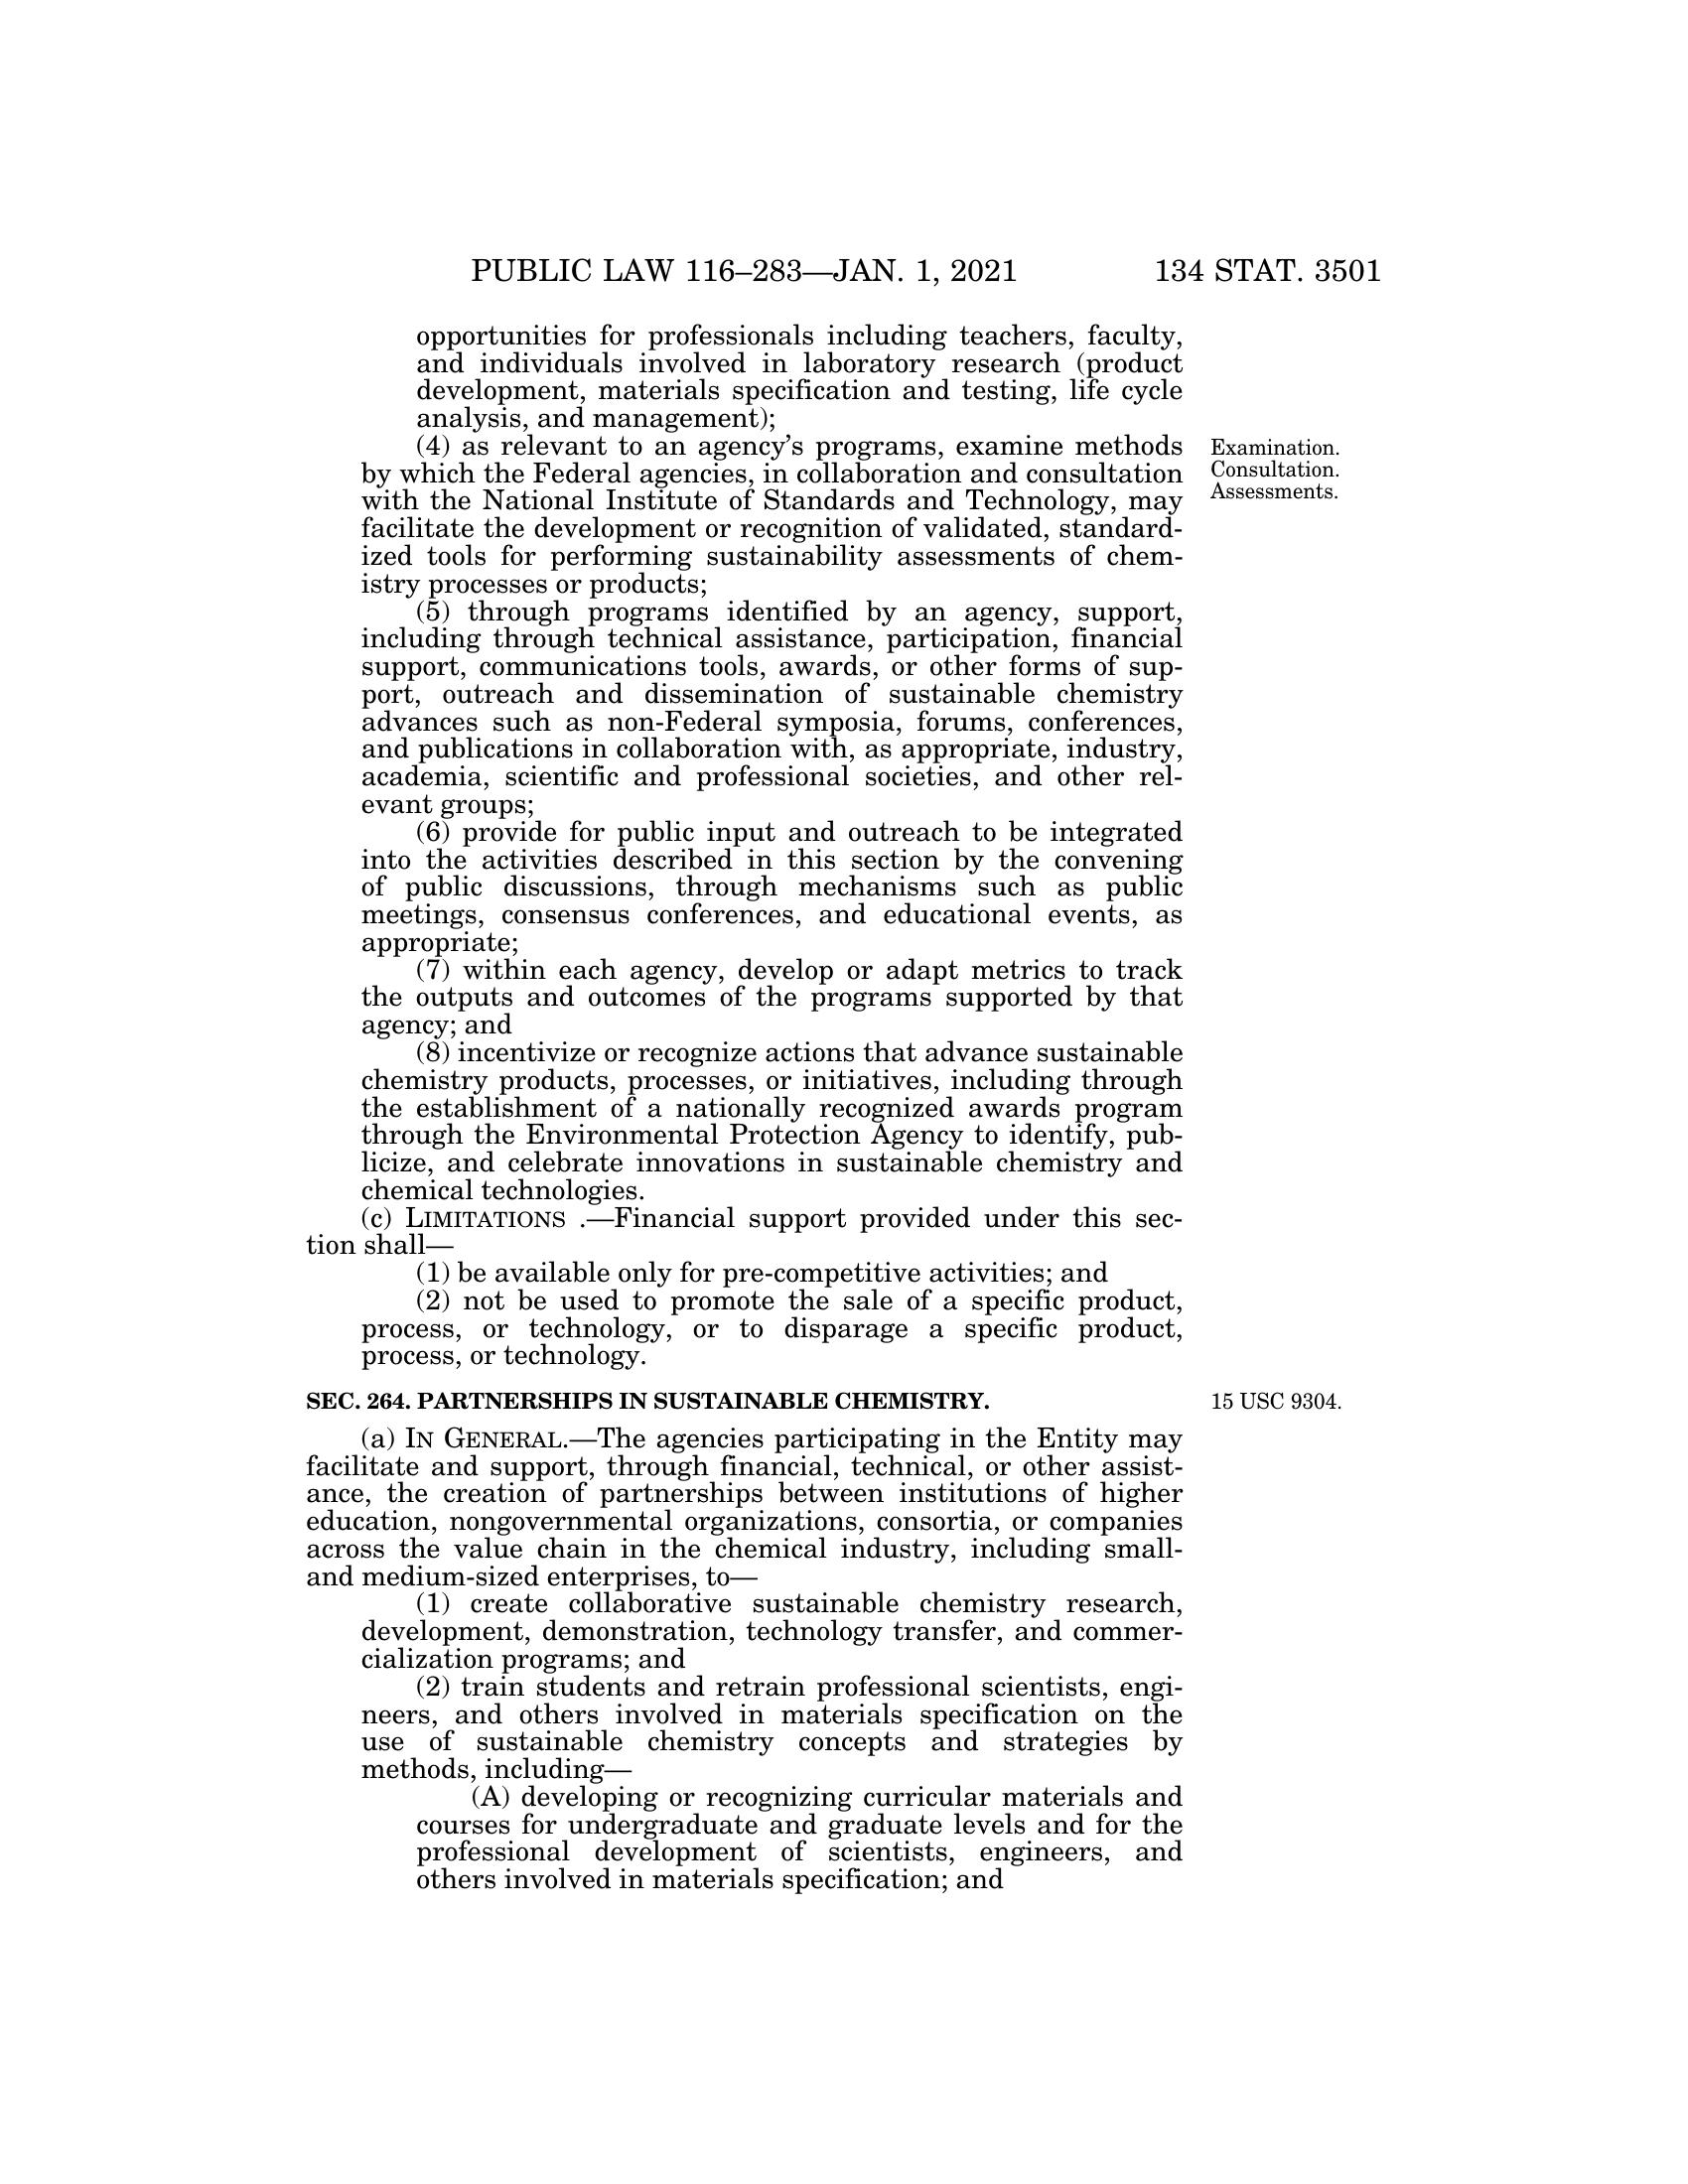 PUBLIC LAW 116–283—JAN. 1, 2021 134 STAT. 3501
opportunities for professionals including teachers, faculty,
and individuals involved in laboratory research (product
development, materials specification and testing, life cycle
analysis, and management);
(4) as relevant to an agency's programs, examine methods
by which the Federal agencies, in collaboration and consultation
with the National Institute of Standards and Technology, may
facilitate the development or recognition of validated, standard-
ized tools for performing sustainability assessments of chem-
istry processes or products;
Examination.
Consultation.
Assessments.
(5) through programs identified by an agency, support,
including through technical assistance, participation, financial
support, communications tools, awards, or other forms of sup-
port, outreach and dissemination of sustainable chemistry
advances such as non-Federal symposia, forums, conferences,
and publications in collaboration with, as appropriate, industry,
academia, scientific and professional societies, and other rel-
evant groups;
(6) provide for public input and outreach to be integrated
into the activities described in this section by the convening
of public discussions, through mechanisms such as public
meetings, consensus conferences, and educational events, as
appropriate;
(7) within each agency, develop or adapt metrics to track
the outputs and outcomes of the programs supported by that
agency; and
(8) incentivize or recognize actions that advance sustainable
chemistry products, processes, or initiatives, including through
the establishment of a nationally recognized awards program
through the Environmental Protection Agency to identify, pub-
licize, and celebrate innovations in sustainable chemistry and
chemical technologies.
(c) LIMITATIONS .—Financial support provided under this sec-
tion shall—
(1) be available only for pre-competitive activities; and
(2) not be used to promote the sale of a specific product,
process, or technology, or to disparage a specific product,
process, or technology.
SEC. 264. PARTNERSHIPS IN SUSTAINABLE CHEMISTRY. 15 USC 9304.
(a) IN GENERAL.—The agencies participating in the Entity may
facilitate and support, through financial, technical, or other assist-
ance, the creation of partnerships between institutions of higher
education, nongovernmental organizations, consortia, or companies
across the value chain in the chemical industry, including small-
and medium-sized enterprises, to—
(1) create collaborative sustainable chemistry research,
development, demonstration, technology transfer, and commer-
cialization programs; and
(2) train students and retrain professional scientists, engi-
neers, and others involved in materials specification on the
use of sustainable chemistry concepts and strategies by
methods, including—
(A) developing or recognizing curricular materials and
courses for undergraduate and graduate levels and for the
professional development of scientists, engineers, and
others involved in materials specification; and